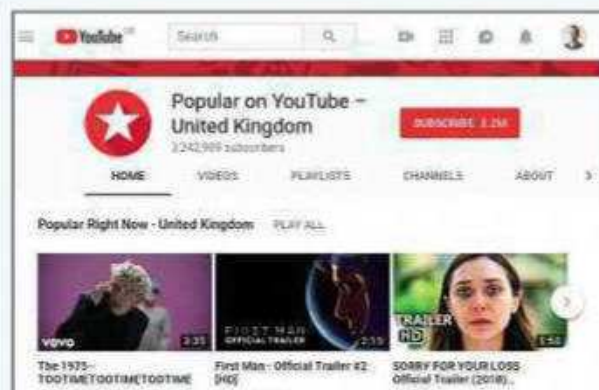 YouTube GB
Search
Popular on YouTube –
United Kingdom
subscribers
SUBSCRIBE 3.2M
HOME VIDEOS PLAYLISTS CHANNELS ABOUT
Popular Right Now - United Kingdom PLAY ALL
vevo
FIRST MAN
OFFICIAL TRAILER
TRAILER
HD
The 1975-
TOOTIMETOOTIMETOOTIME
First Man - Official Trailer #2
[HD]
SORRY FOR YOUR LOSS
Official Trailer (2018)